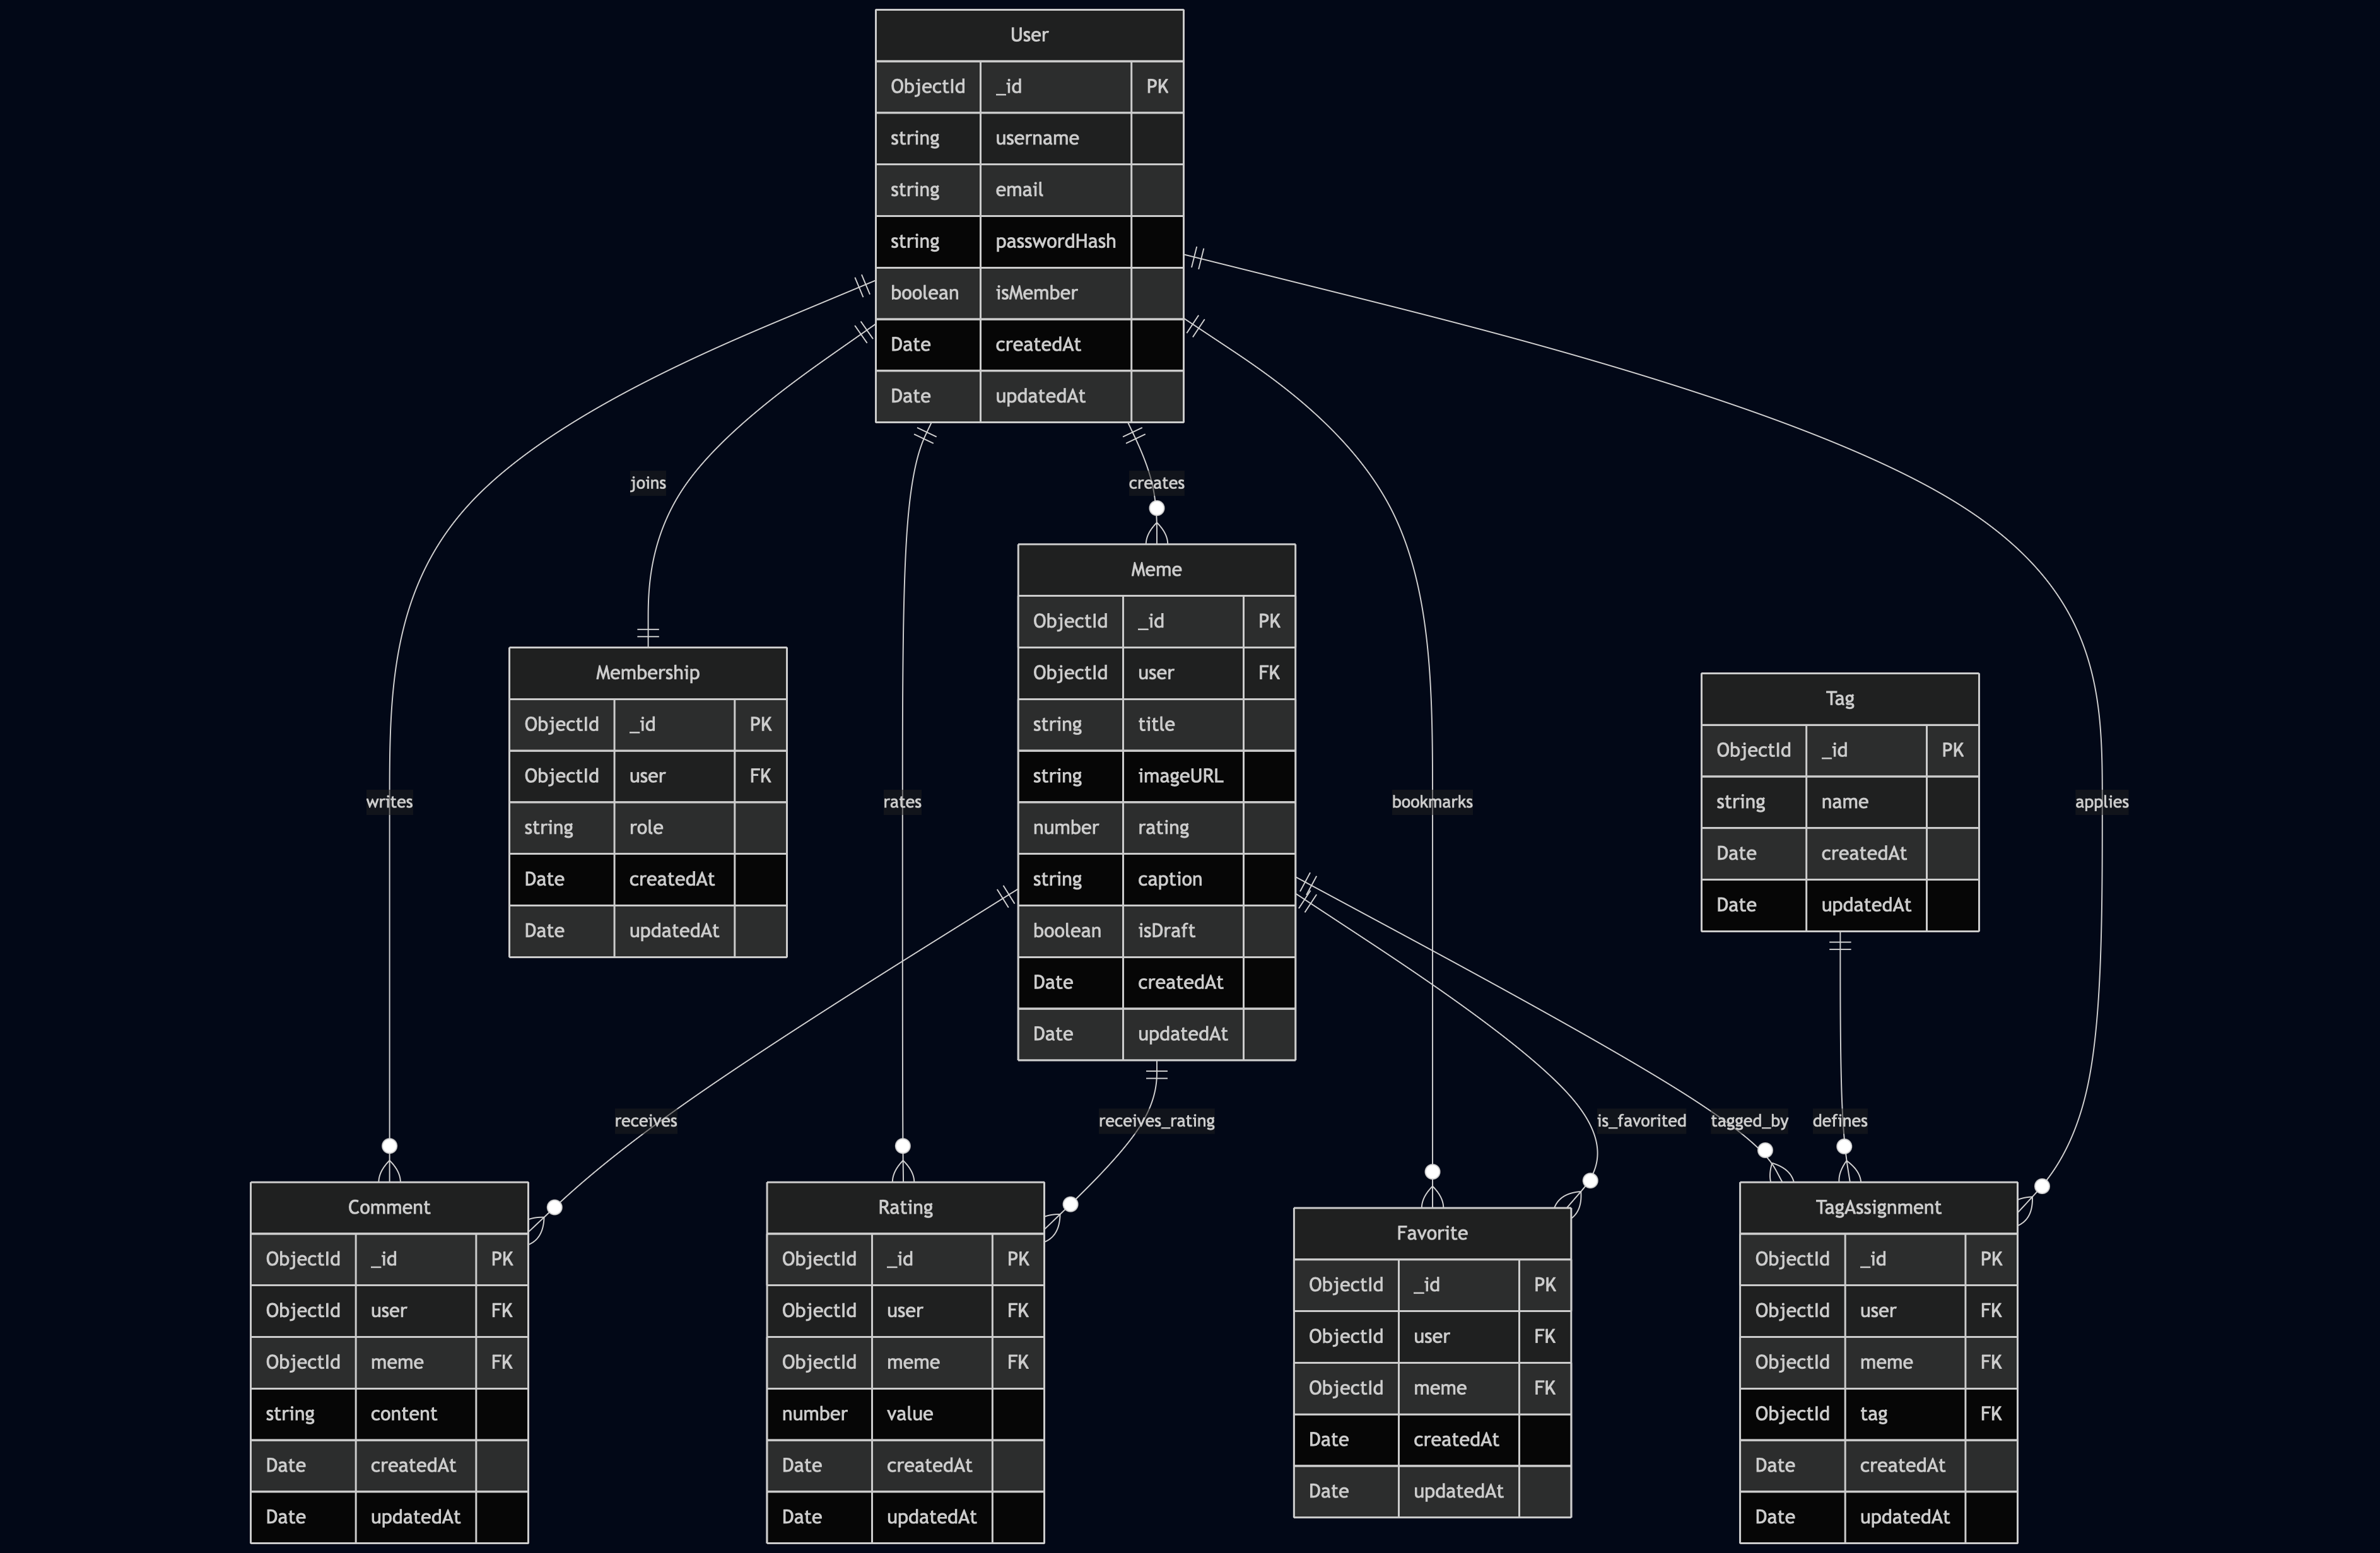 User
ObjectId _id PK
string username
string email
string passwordHash
boolean isMember
Date createdAt
Date updatedAt
joins
creates
Meme
ObjectId _id PK
ObjectId user FK
string title
string imageURL
number rating
string caption
boolean isDraft
Date createdAt
Date updatedAt
Membership
ObjectId _id PK
ObjectId user FK
string role
Date createdAt
Date updatedAt
Tag
ObjectId _id PK
string name
Date createdAt
Date updatedAt
writes
rates
bookmarks
applies
receives
receives_rating
is_favorited
tagged_by
defines
Comment
ObjectId _id PK
ObjectId user FK
ObjectId meme FK
string content
Date createdAt
Date updatedAt
Rating
ObjectId _id PK
ObjectId user FK
ObjectId meme FK
number value
Date createdAt
Date updatedAt
Favorite
ObjectId _id PK
ObjectId user FK
ObjectId meme FK
Date createdAt
Date updatedAt
TagAssignment
ObjectId _id PK
ObjectId user FK
ObjectId meme FK
ObjectId tag FK
Date createdAt
Date updatedAt